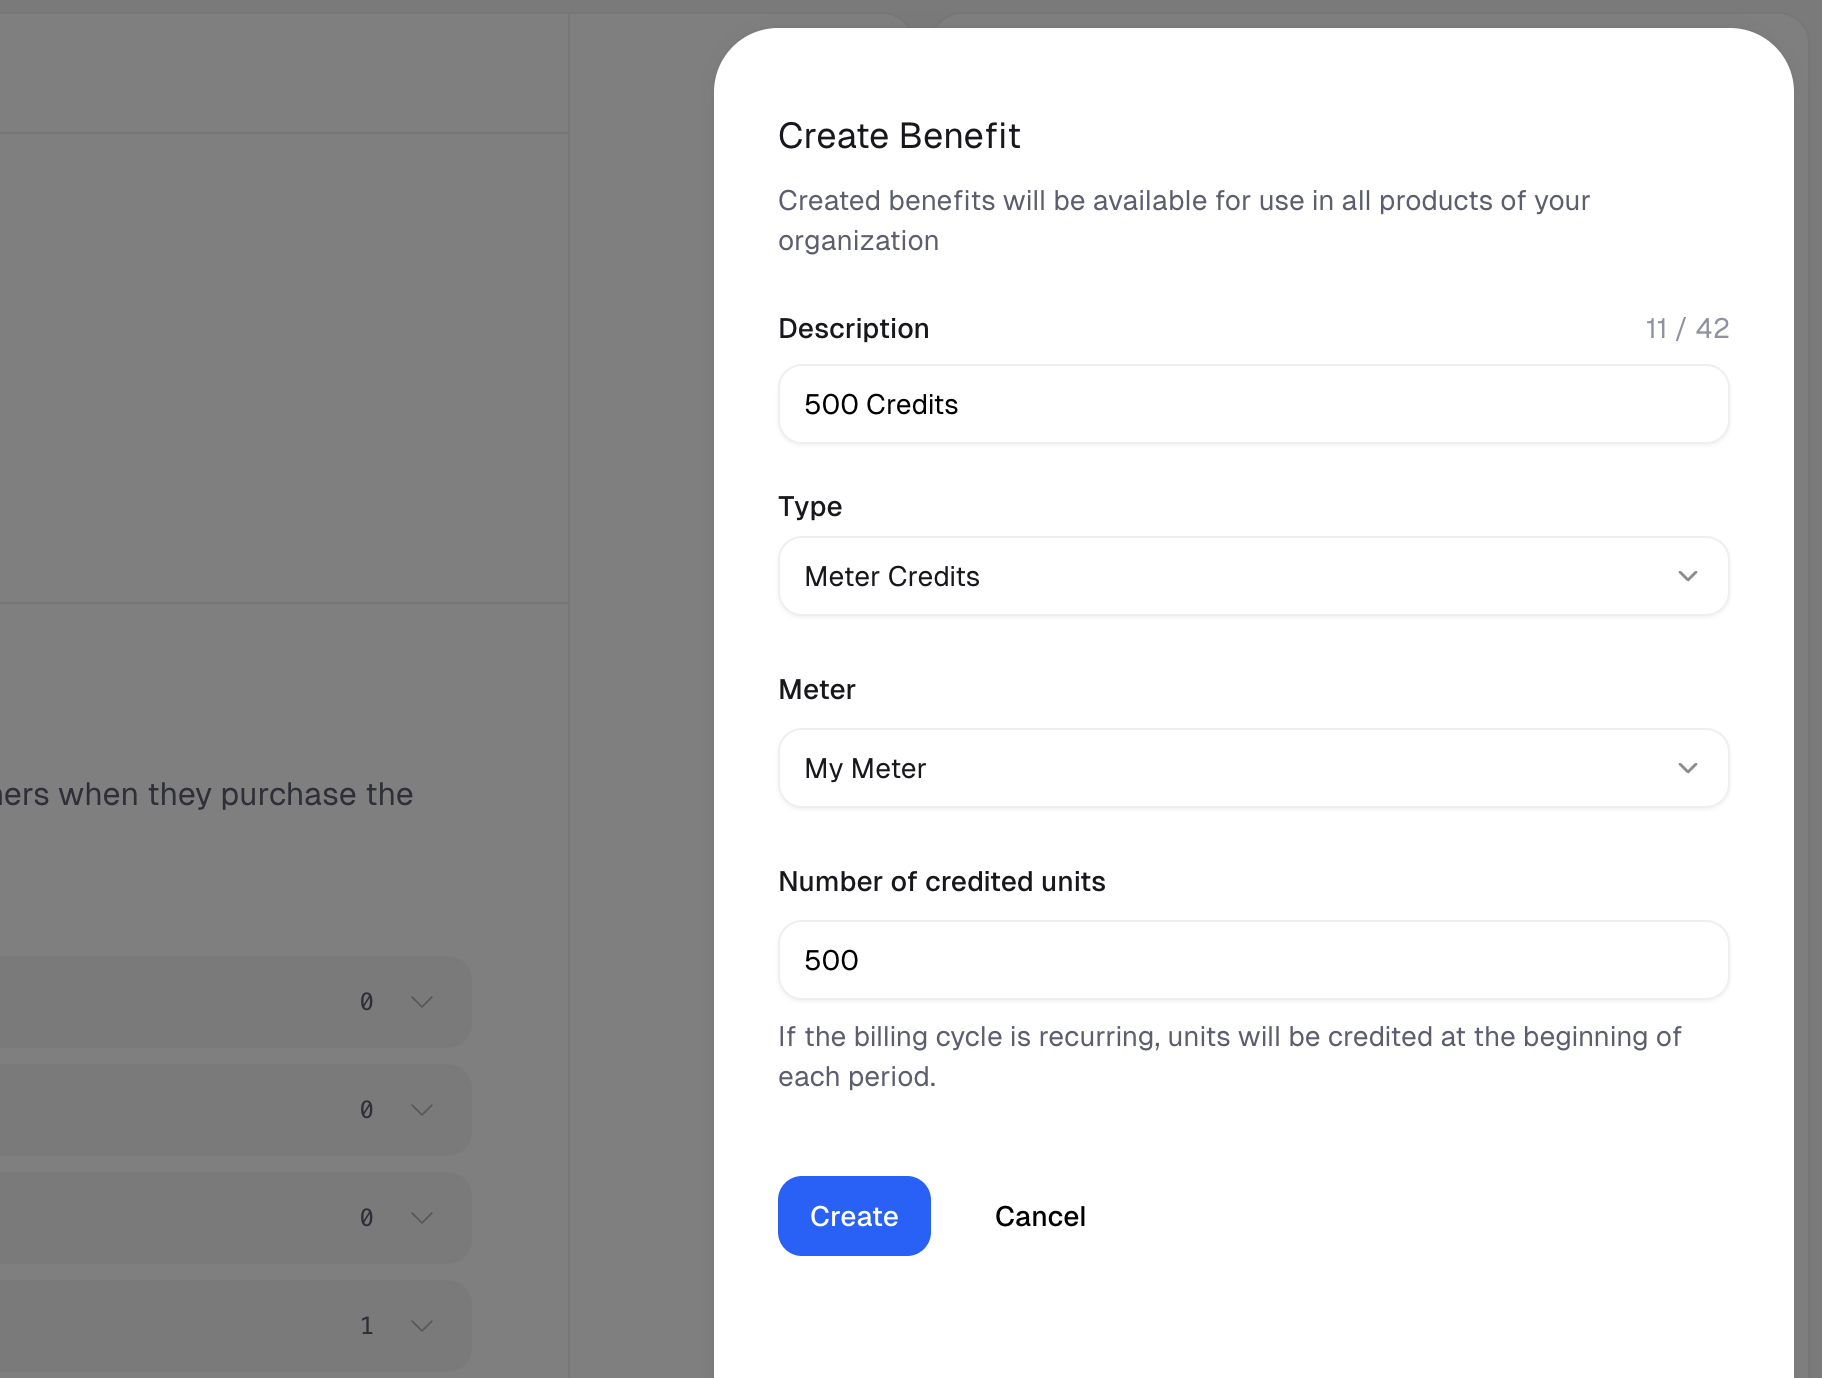 Create Benefit
Created benefits will be available for use in all products of your
organization
Description
11 / 42
500 Credits
Type
Meter Credits
Meter
My Meter
Number of credited units
500
If the billing cycle is recurring, units will be credited at the beginning of
each period.
Create
Cancel
when they purchase the
0
0
0
1